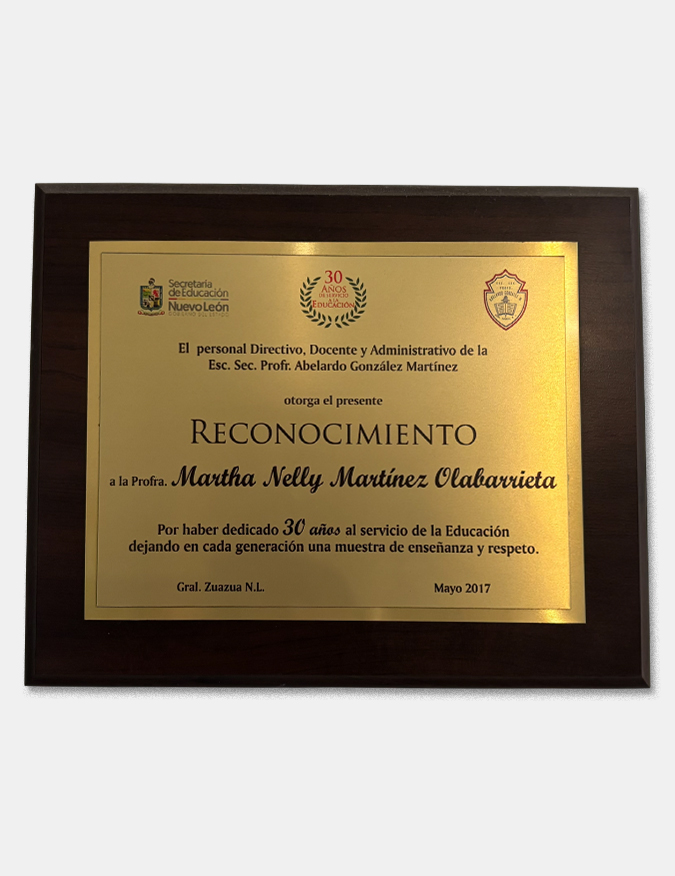 Secretaría
de Educación
Nuevo León
30
AÑOS
DE SERVICIO
A LA
EDUCACIÓN
El personal Directivo, Docente y Administrativo de la
Esc. Sec. Profr. Abelardo González Martínez
otorga el presente
RECONOCIMIENTO
a la Profra. Martha Nelly Martínez Olabarrieta
Por haber dedicado 30 años al servicio de la Educación
dejando en cada generación una muestra de enseñanza y respeto.
Gral. Zuazua N.L. Mayo 2017